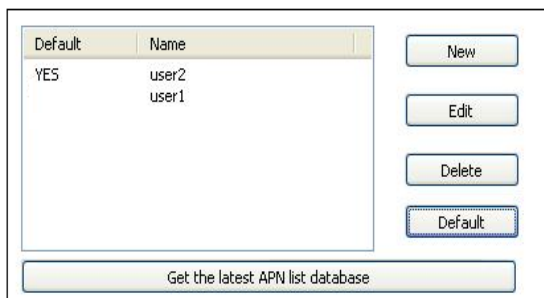 Default Name
YES user2
user1
New
Edit
Delete
Default
Get the latest APN list database